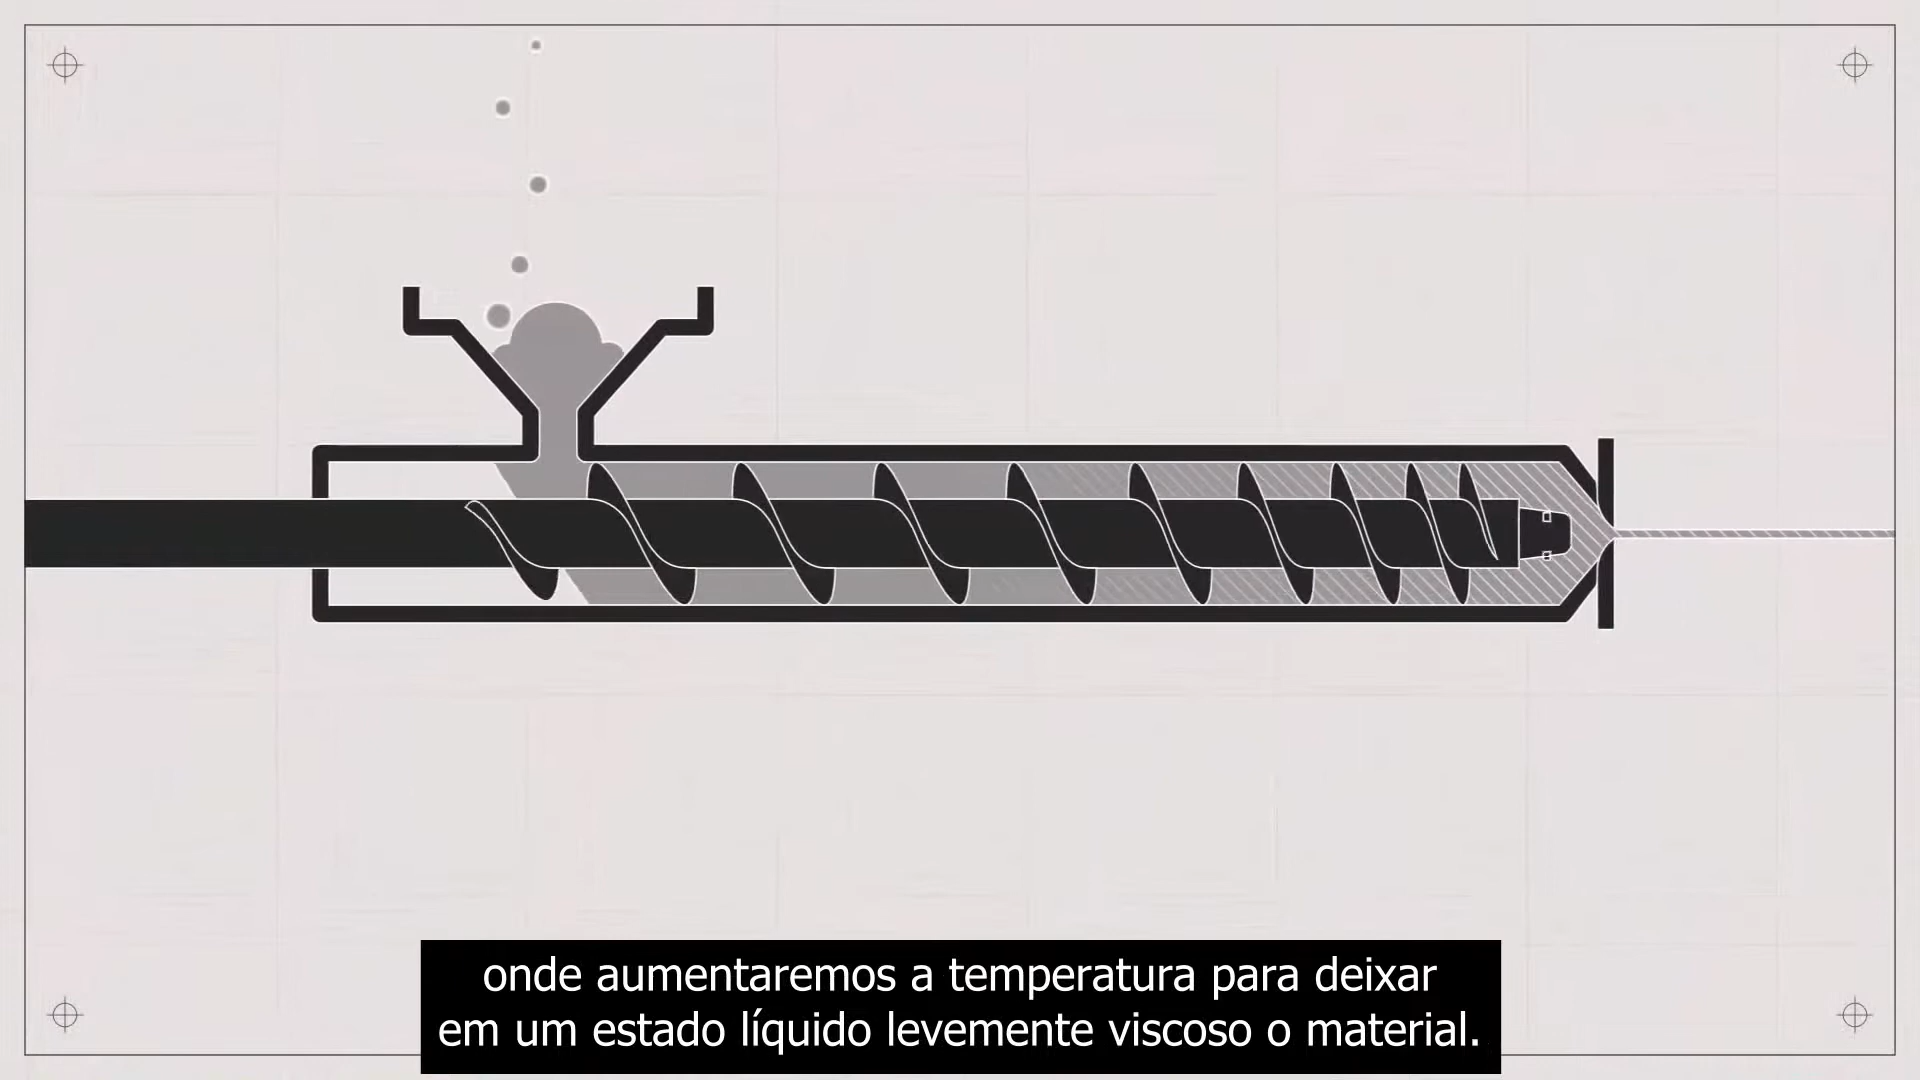 onde aumentaremos a temperatura para deixar
em um estado líquido levemente viscoso o material.